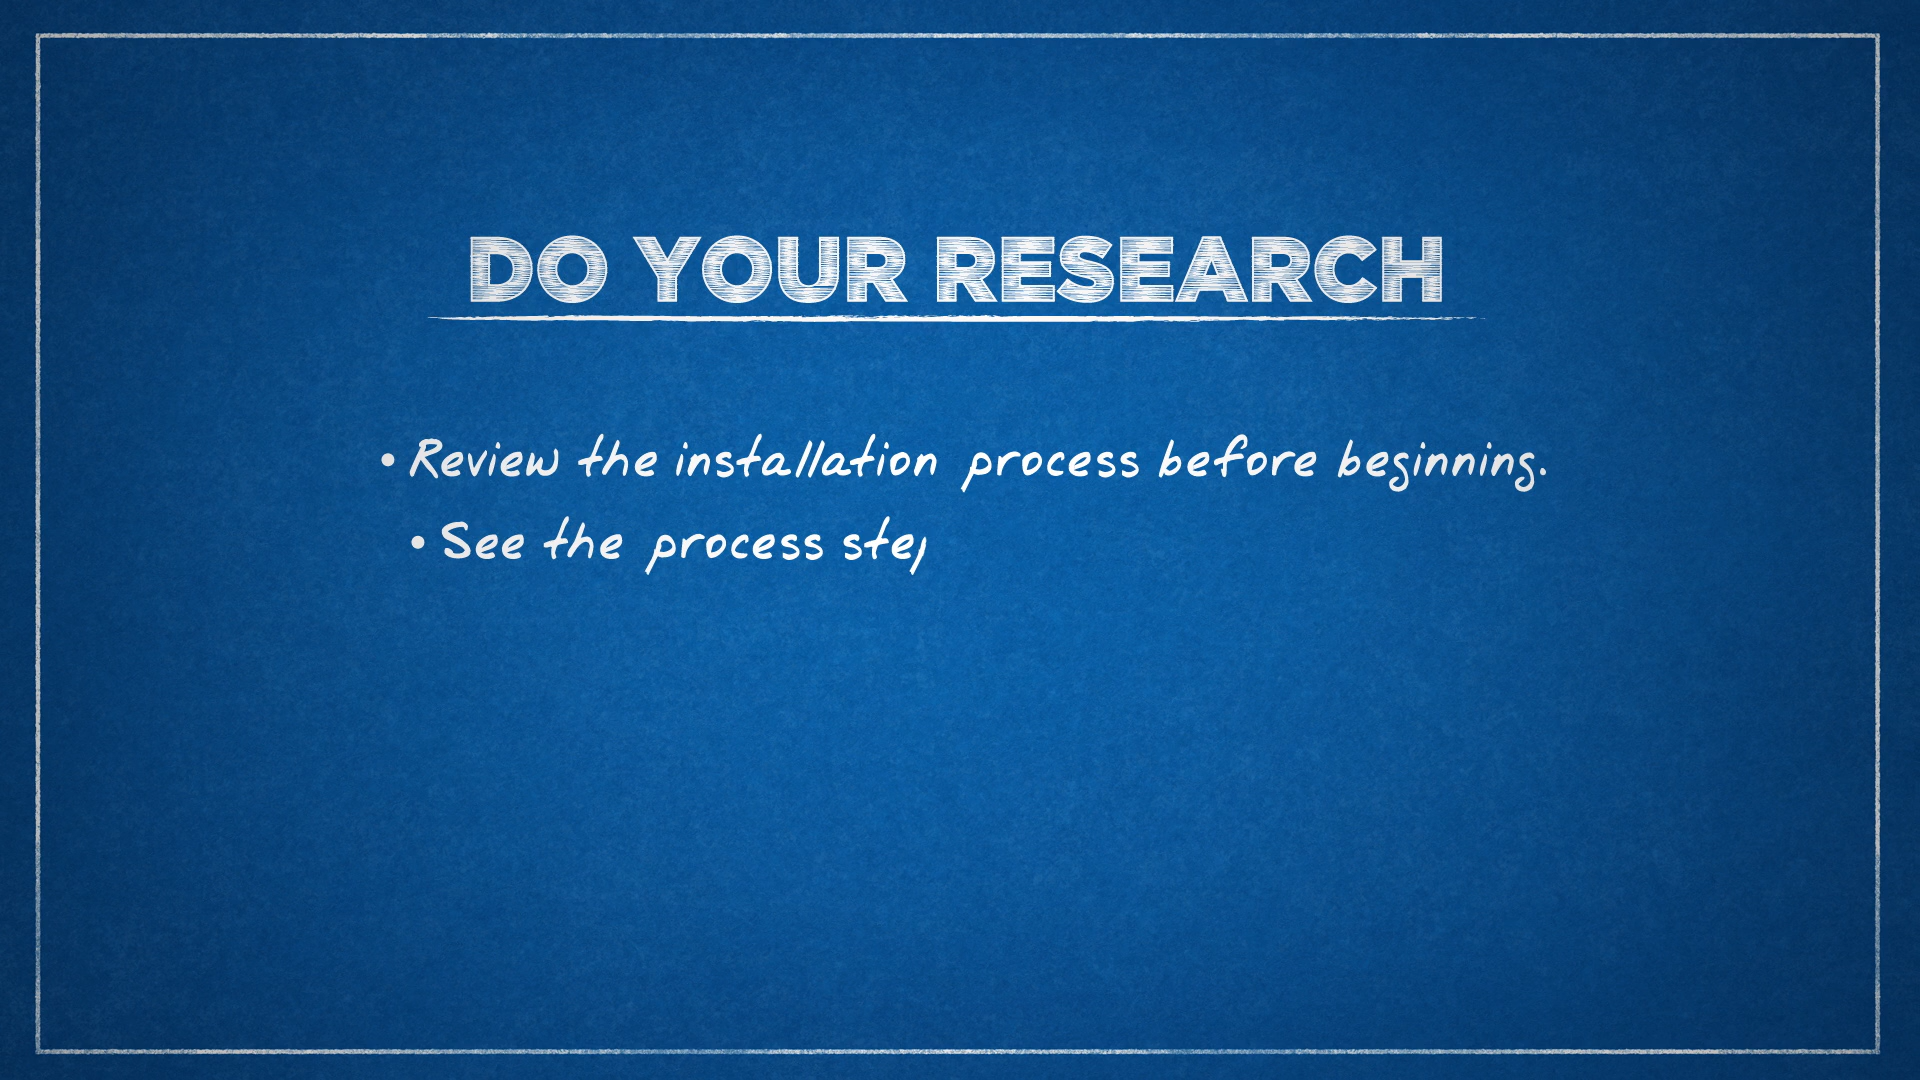 DO YOUR RESEARCH
• Review the installation process before beginning.
• See the process